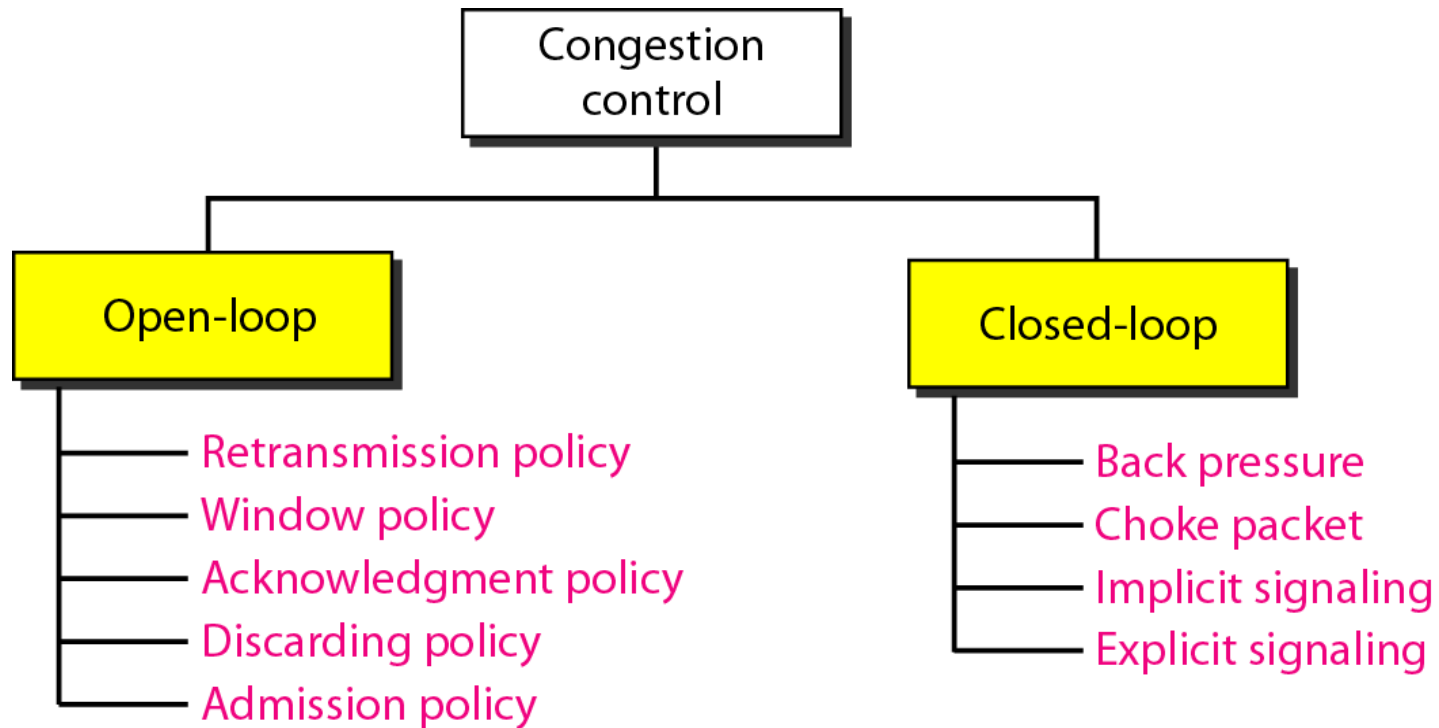 Congestion
control
Open-loop
Retransmission policy
Window policy
Acknowledgment policy
Discarding policy
Admission policy
Closed-loop
Back pressure
Choke packet
Implicit signaling
Explicit signaling